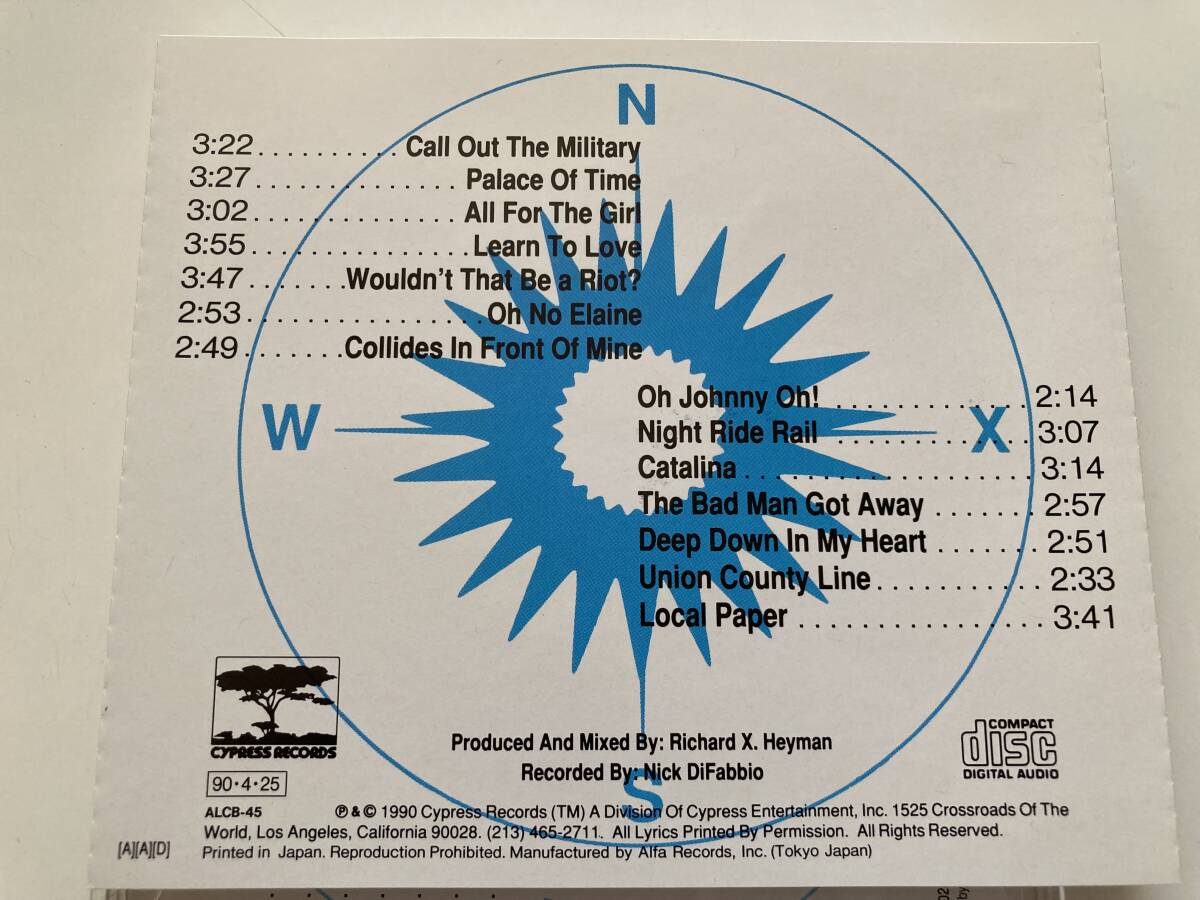 N
3:22 . . . . . . . . . . Call Out The Military
3:27 . . . . . . . . . . . . . . Palace Of Time
3:02 . . . . . . . . . . . . . . All For The Girl
3:55 . . . . . . . . . . . . . . . Learn To Love
3:47 . . . . . . . Wouldn't That Be a Riot?
2:53 . . . . . . . . . . . . . . . . Oh No Elaine
2:49 . . . . . . . Collides In Front Of Mine
W
X
Oh Johnny Oh! . . . . . . . . . . . . . 2:14
Night Ride Rail . . . . . . . . . . . . . 3:07
Catalina . . . . . . . . . . . . . . . . . . . 3:14
The Bad Man Got Away . . . . . . . 2:57
Deep Down In My Heart . . . . . . . 2:51
Union County Line . . . . . . . . . . . 2:33
Local Paper . . . . . . . . . . . . . . . . 3:41
CYPRESS RECORDS
Produced And Mixed By: Richard X. Heyman
Recorded By: Nick DiFabbio
S
COMPACT
disc
DIGITAL AUDIO
90·4·25
ALCB-45
℗ & © 1990 Cypress Records (TM) A Division Of Cypress Entertainment, Inc. 1525 Crossroads Of The
World, Los Angeles, California 90028. (213) 465-2711. All Lyrics Printed By Permission. All Rights Reserved.
[A][A][D]
Printed in Japan. Reproduction Prohibited. Manufactured by Alfa Records, Inc. (Tokyo Japan)